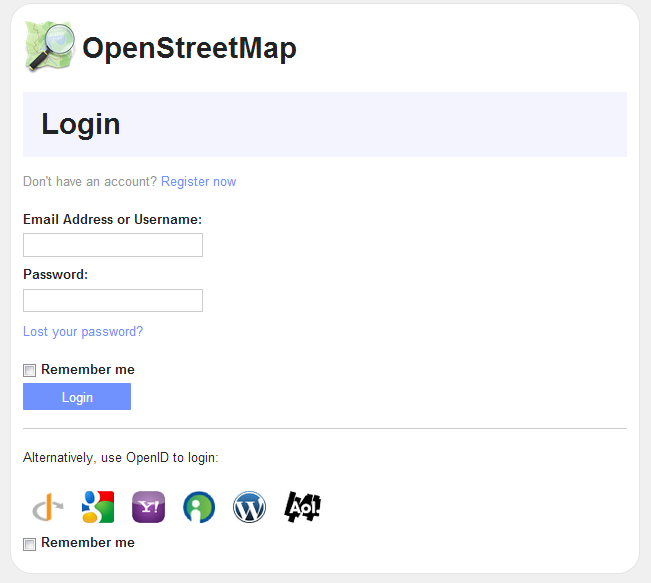 OpenStreetMap
Login
Don't have an account? Register now
Email Address or Username:
Password:
Lost your password?
Remember me
Login
Alternatively, use OpenID to login:
Y! W Aol.
Remember me